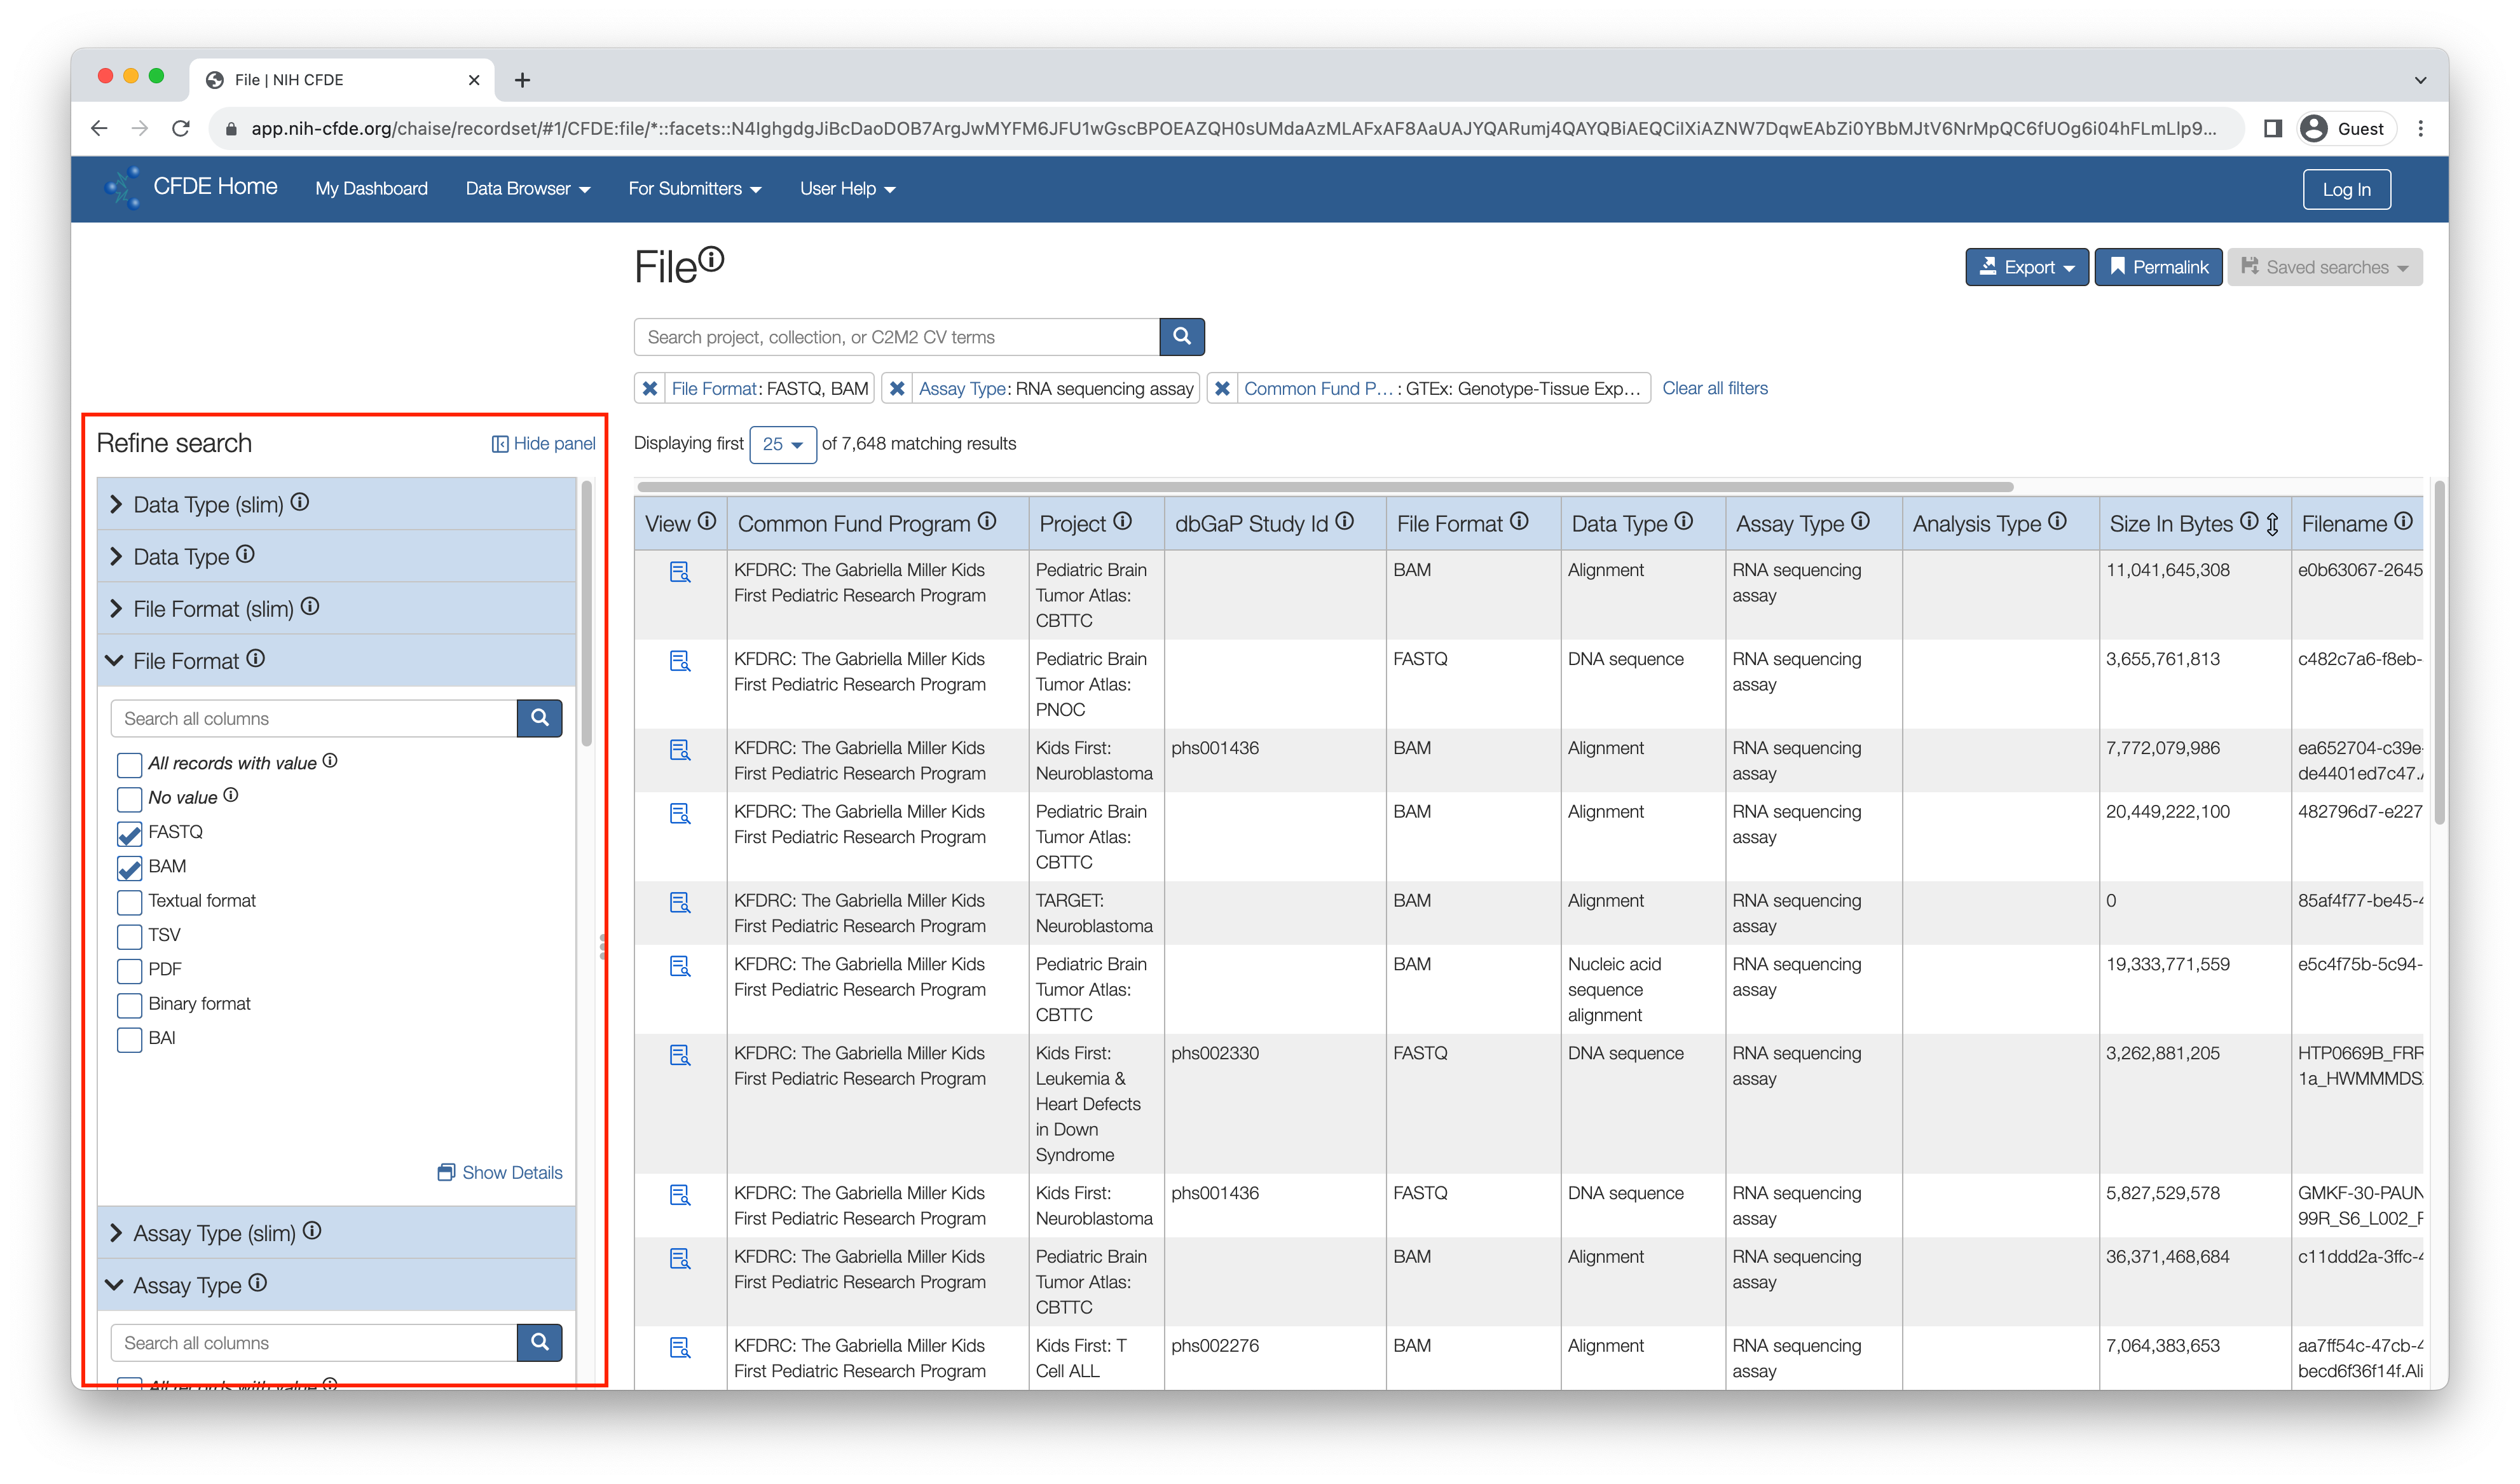 File | NIH CFDE
app.nih-cfde.org/chaise/recordset/#1/CFDE:file/*::facets::N4IghgdgJiBcDaoDOB7ArgJwMYFM6JFU1wGscBPOEAZQH0sUMdaAzMLAFxAF8AaUAJYQARumj4QAYQBiAEQCiIXiAZNW7DqwEAbZi0YBbMJtV6NrMpQC6fUOg6i04hFLmLlp9...
Guest
CFDE Home
My Dashboard
Data Browser
For Submitters
User Help
Log In
File
Export
Permalink
Saved searches
Search project, collection, or C2M2 CV terms
File Format: FASTQ, BAM
Assay Type: RNA sequencing assay
Common Fund P... : GTEx: Genotype-Tissue Exp...
Clear all filters
Refine search
Hide panel
Displaying first 25 of 7,648 matching results
Data Type (slim)
Data Type
File Format (slim)
File Format
Search all columns
All records with value
No value
FASTQ
BAM
Textual format
TSV
PDF
Binary format
BAI
Show Details
Assay Type (slim)
Assay Type
Search all columns
All records with value
View Common Fund Program Project dbGaP Study Id File Format Data Type Assay Type Analysis Type Size In Bytes Filename
KFDRC: The Gabriella Miller Kids Pediatric Brain BAM Alignment RNA sequencing 11,041,645,308 e0b63067-2645
First Pediatric Research Program Tumor Atlas: assay
CBTTC
KFDRC: The Gabriella Miller Kids Pediatric Brain FASTQ DNA sequence RNA sequencing 3,655,761,813 c482c7a6-f8eb-
First Pediatric Research Program Tumor Atlas: assay
PNOC
KFDRC: The Gabriella Miller Kids Kids First: phs001436 BAM Alignment RNA sequencing 7,772,079,986 ea652704-c39e-
First Pediatric Research Program Neuroblastoma assay de4401ed7c47.
KFDRC: The Gabriella Miller Kids Pediatric Brain BAM Alignment RNA sequencing 20,449,222,100 482796d7-e227
First Pediatric Research Program Tumor Atlas: assay
CBTTC
KFDRC: The Gabriella Miller Kids TARGET: BAM Alignment RNA sequencing 0 85af4f77-be45-4
First Pediatric Research Program Neuroblastoma assay
KFDRC: The Gabriella Miller Kids Pediatric Brain BAM Nucleic acid RNA sequencing 19,333,771,559 e5c4f75b-5c94-
First Pediatric Research Program Tumor Atlas: sequence assay
CBTTC alignment
KFDRC: The Gabriella Miller Kids Kids First: phs002330 FASTQ DNA sequence RNA sequencing 3,262,881,205 HTP0669B_FRR
First Pediatric Research Program Leukemia & assay 1a_HWMMMDS
Heart Defects
in Down
Syndrome
KFDRC: The Gabriella Miller Kids Kids First: phs001436 FASTQ DNA sequence RNA sequencing 5,827,529,578 GMKF-30-PAUN
First Pediatric Research Program Neuroblastoma assay 99R_S6_L002_F
KFDRC: The Gabriella Miller Kids Pediatric Brain BAM Alignment RNA sequencing 36,371,468,684 c11ddd2a-3ffc-4
First Pediatric Research Program Tumor Atlas: assay
CBTTC
KFDRC: The Gabriella Miller Kids Kids First: T phs002276 BAM Alignment RNA sequencing 7,064,383,653 aa7ff54c-47cb-4
First Pediatric Research Program Cell ALL assay becd6f36f14f.Ali